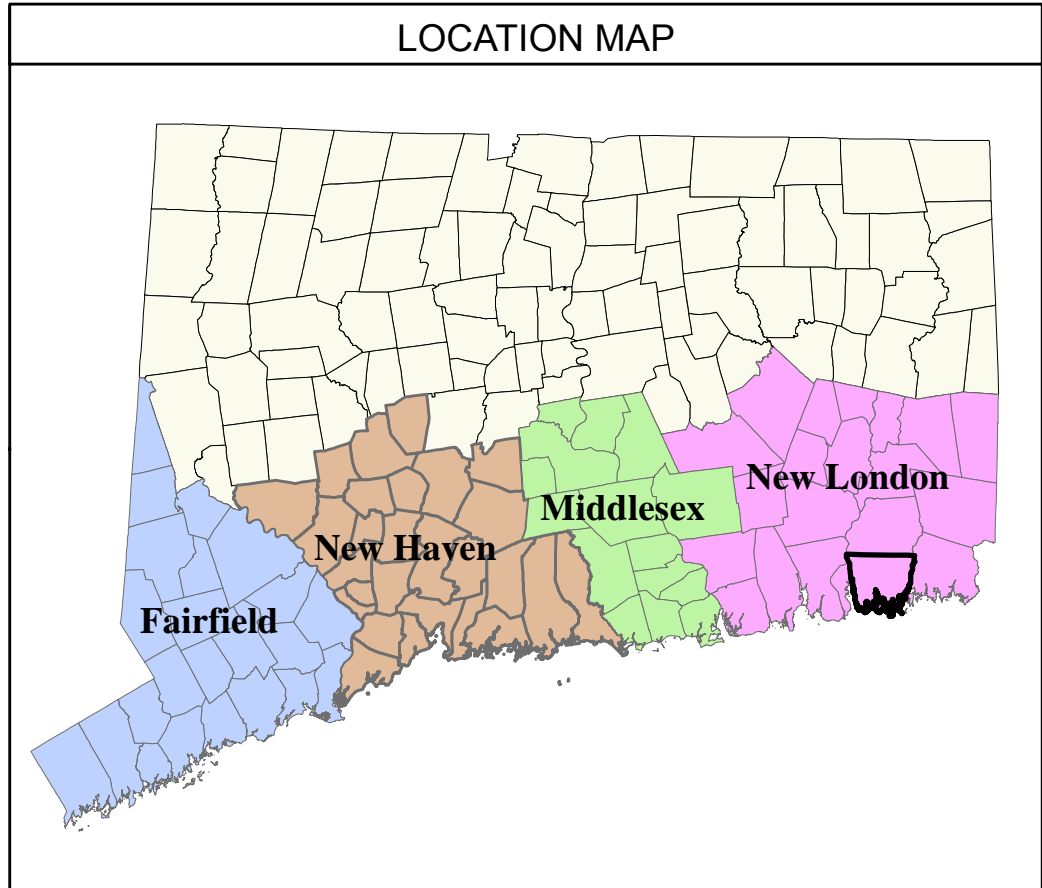 LOCATION MAP
New London
Middlesex
New Haven
Fairfield